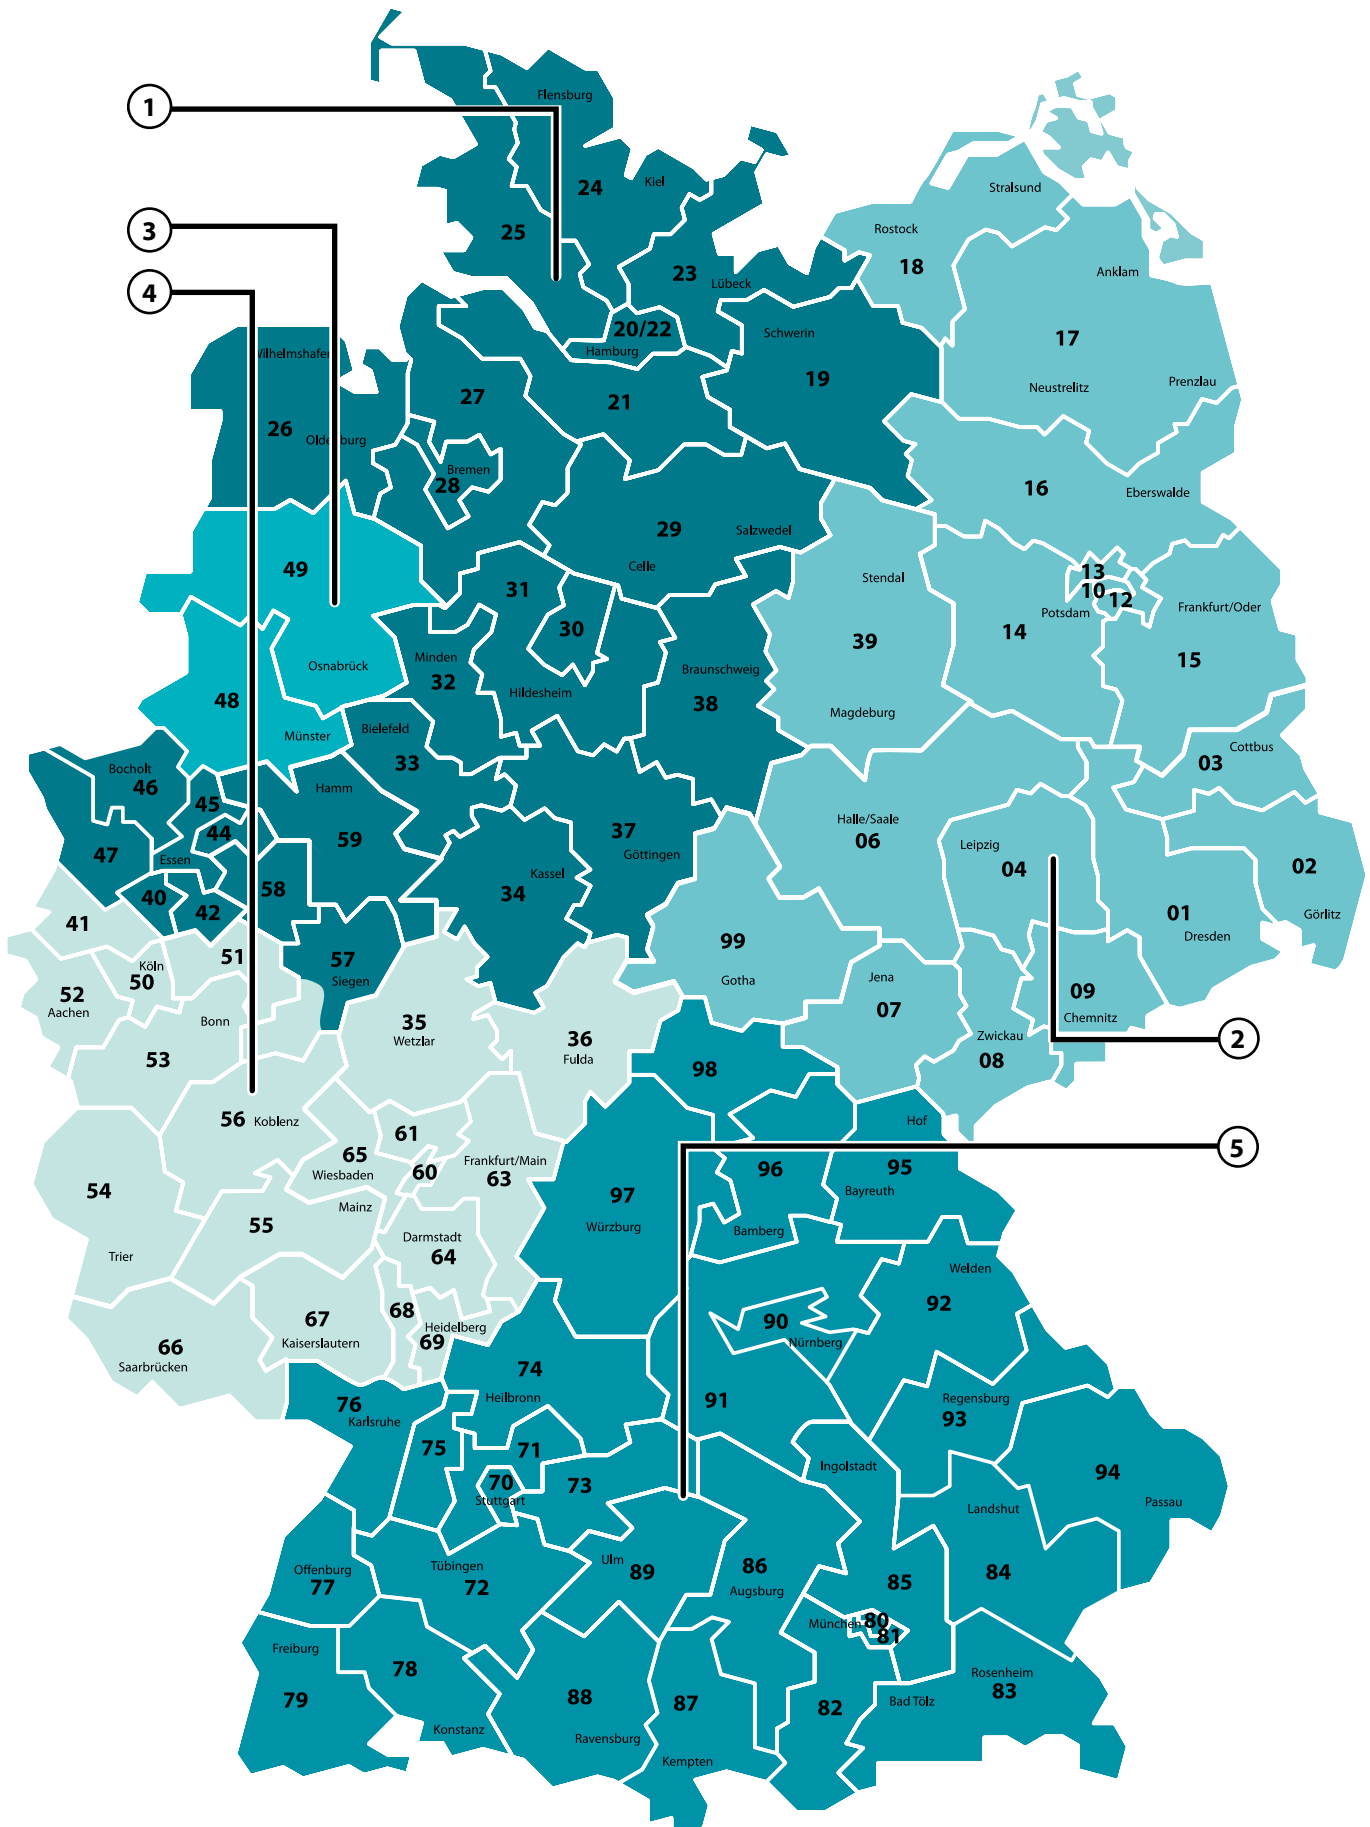 1
Flensburg
24
Kiel
Stralsund
3
25
Rostock
18
23
Lübeck
Anklam
4
20/22
Hamburg
Schwerin
17
Wilhelmshafen
19
Neustrelitz
Prenzlau
27
21
26
Oldenburg
Bremen
28
16
Eberswalde
29
Salzwedel
49
31
Celle
Stendal
13
10
12
Frankfurt/Oder
30
Potsdam
14
39
15
Osnabrück
Minden
32
Braunschweig
Hildesheim
48
38
Magdeburg
Münster
Bielefeld
33
Cottbus
03
Bocholt
46
Hamm
45
44
Halle/Saale
06
37
Göttingen
Leipzig
04
47
Essen
59
02
40
58
Kassel
34
42
01
Görlitz
41
Dresden
99
51
Köln
50
57
Siegen
Gotha
Jena
07
09
Chemnitz
52
Aachen
Bonn
35
Wetzlar
36
Fulda
Zwickau
08
2
53
98
56
Koblenz
61
Hof
5
65
Wiesbaden
60
Frankfurt/Main
63
96
95
Bayreuth
54
97
Würzburg
55
Mainz
Bamberg
Darmstadt
64
Trier
Welden
92
67
Kaiserslautern
68
Heidelberg
69
90
Nürnberg
66
Saarbrücken
74
Heilbronn
76
Karlsruhe
91
Regensburg
93
75
71
Ingolstadt
94
70
Stuttgart
73
Landshut
Passau
Offenburg
77
Tübingen
72
Ulm
89
86
Augsburg
85
84
München
80
81
Freiburg
78
79
Rosenheim
83
88
87
82
Bad Tölz
Konstanz
Ravensburg
Kempten